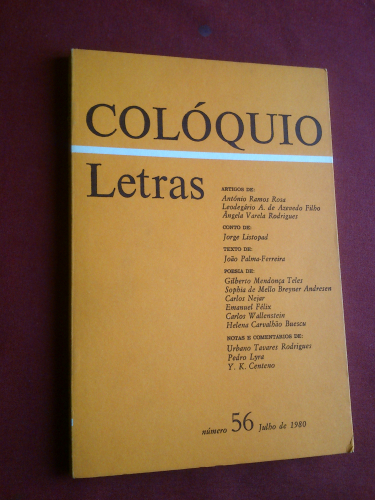 COLÓQUIO
Letras
ARTIGOS DE:
António Ramos Rosa
Leodegário A. de Azevedo Filho
Ângela Varela Rodrigues
CONTO DE:
Jorge Listopad
TEXTO DE:
João Palma-Ferreira
POESIA DE:
Gilberto Mendonça Teles
Sophia de Mello Breyner Andresen
Carlos Nejar
Emanuel Félix
Carlos Wallenstein
Helena Carvalhão Buescu
NOTAS E COMENTÁRIOS DE:
Urbano Tavares Rodrigues
Pedro Lyra
Y. K. Centeno
número 56 Julho de 1980